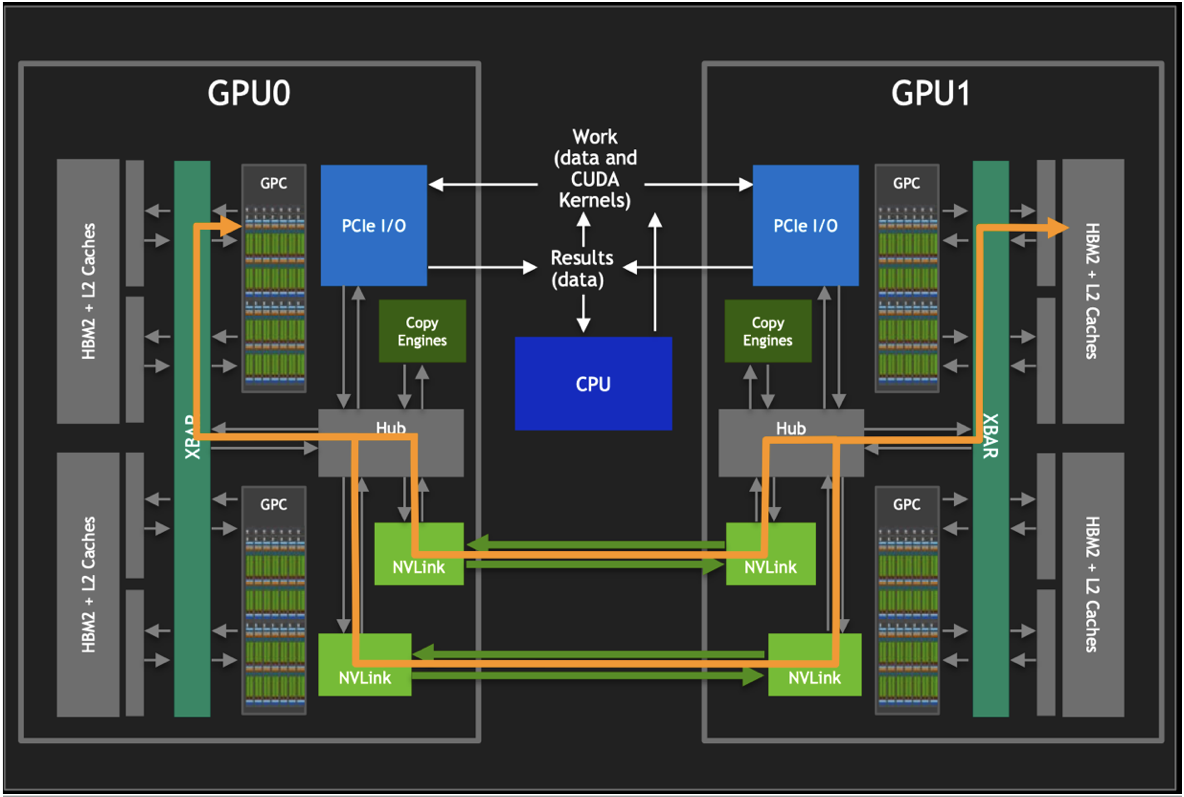 GPU0
GPU1
Work
(data and
CUDA
Kernels)
Results
(data)
CPU
GPC
PCIe I/O
Copy
Engines
Hub
XBAR
HBM2 + L2 Caches
HBM2 + L2 Caches
GPC
NVLink
NVLink
PCIe I/O
GPC
Copy
Engines
Hub
XBAR
HBM2 + L2 Caches
HBM2 + L2 Caches
GPC
NVLink
NVLink